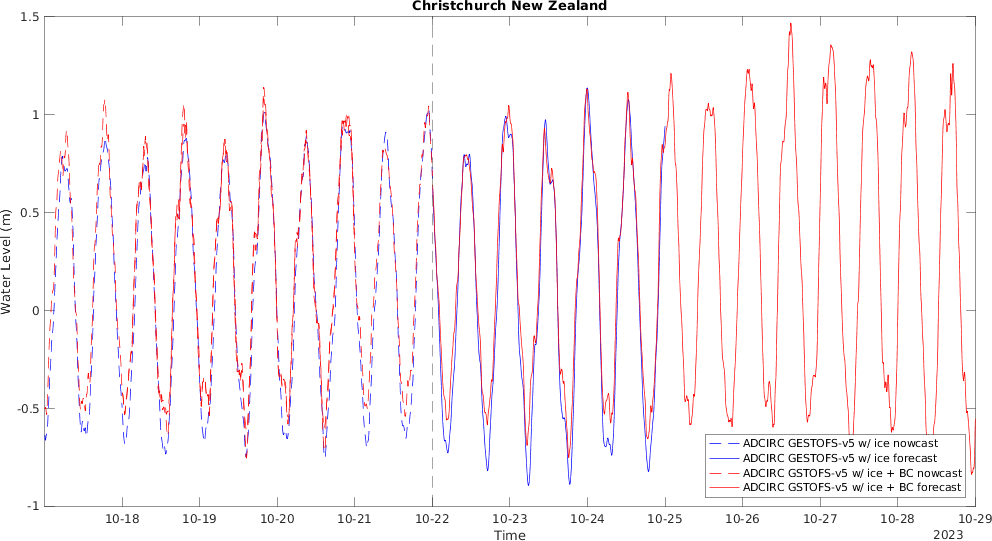 Christchurch New Zealand
1.5
1
0.5
0
-0.5
-1
Water Level (m)
10-18 10-19 10-20 10-21 10-22 10-23 10-24 10-25 10-26 10-27 10-28 10-29
Time
2023
ADCIRC GESTOFS-v5 w/ ice nowcast
ADCIRC GESTOFS-v5 w/ ice forecast
ADCIRC GSTOFS-v5 w/ ice + BC nowcast
ADCIRC GSTOFS-v5 w/ ice + BC forecast